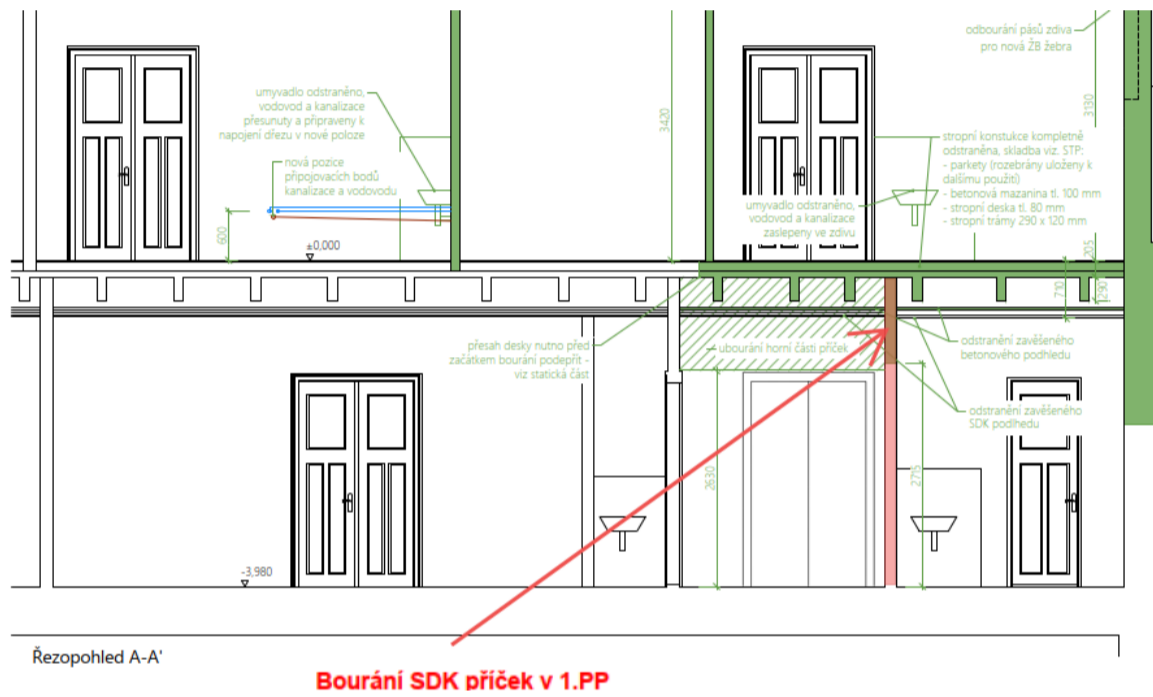 odbourání pásů zdiva
pro nová ŽB žebra
umyvadlo odstraněno,
vodovod a kanalizace
přesunuty a připraveny k
napojení dřezu v nové poloze
nová pozice
připojovacích bodů
kanalizace a vodovodu
600
±0,000
3420
3130
stropní konstukce kompletně
odstraněna, skladba viz. STP:
- parkety (rozebrány uloženy k
dalšímu použití)
- betonová mazanina tl. 100 mm
- stropní deska tl. 80 mm
- stropní trámy 290 x 120 mm
umyvadlo odstraněno,
vodovod a kanalizace
zaslepeny ve zdivu
205
710
290
přesah desky nutno před
začátkem bourání podepřít -
viz statická část
ubourání horní části příček
odstranění zavěšeného
betonového podhledu
odstranění zavěšeného
SDK podlhedu
2630
2715
-3,980
Řezopohled A-A'
Bourání SDK příček v 1.PP